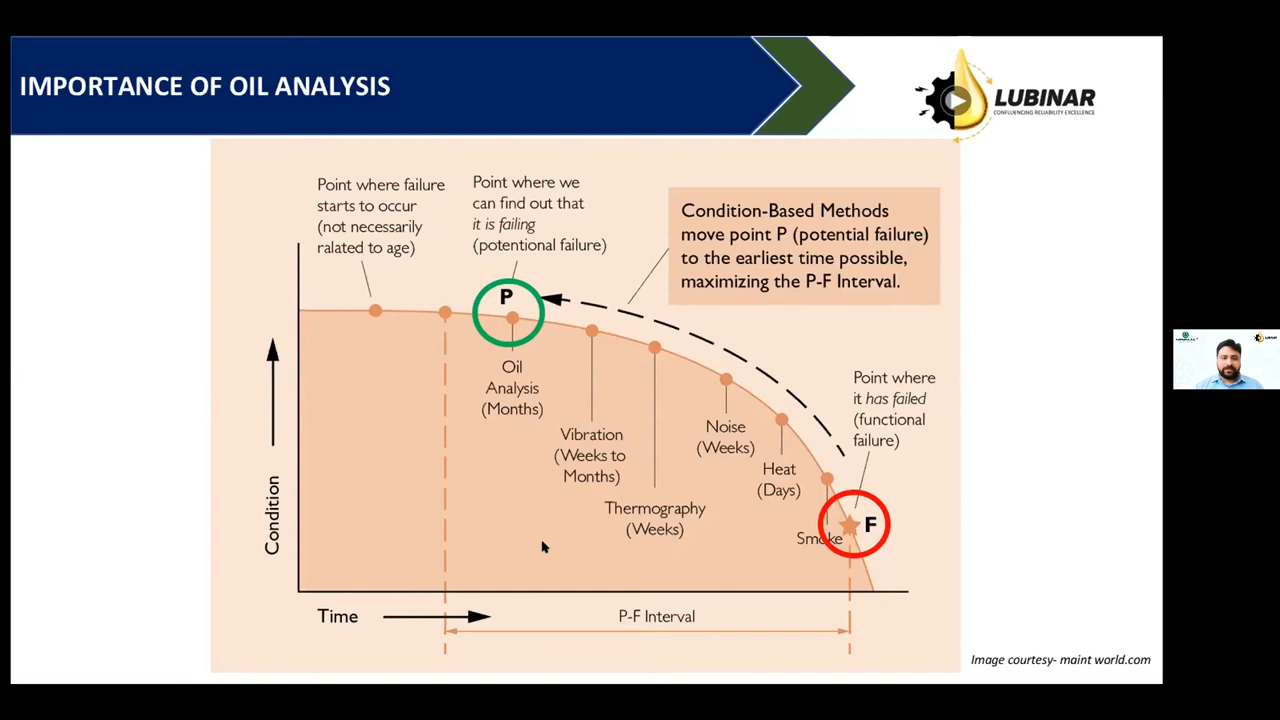 IMPORTANCE OF OIL ANALYSIS
LUBINAR
CONFLUENCING RELIABILITY EXCELLENCE
Point where failure
starts to occur
(not necessarily
ralated to age)
Point where we
can find out that
it is failing
(potentional failure)
Condition-Based Methods
move point P (potential failure)
to the earliest time possible,
maximizing the P-F Interval.
P
Oil
Analysis
(Months)
Vibration
(Weeks to
Months)
Thermography
(Weeks)
Noise
(Weeks)
Heat
(Days)
Smoke
Point where
it has failed
(functional
failure)
F
Condition
Time
P-F Interval
Image courtesy- maint world.com